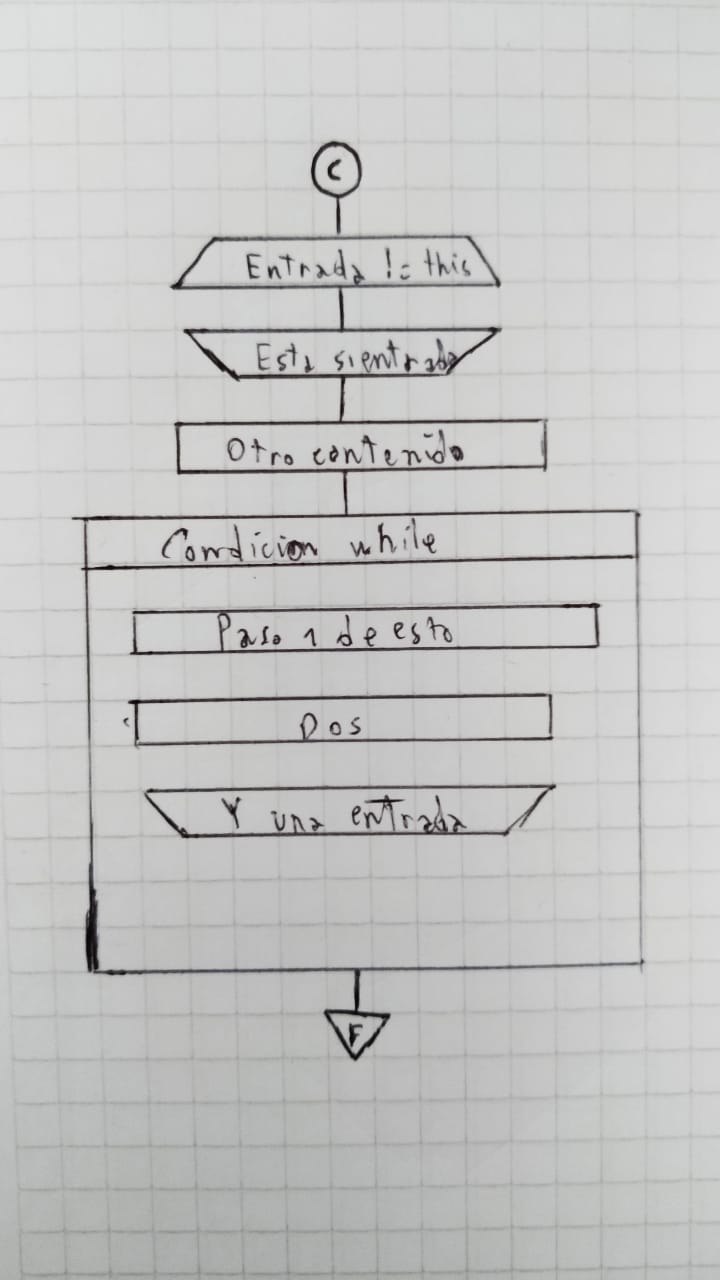 C
Entrada != this
Esta si entrada
Otro contenido
Condicion while
Paso 1 de esto
Dos
Y una entrada
F